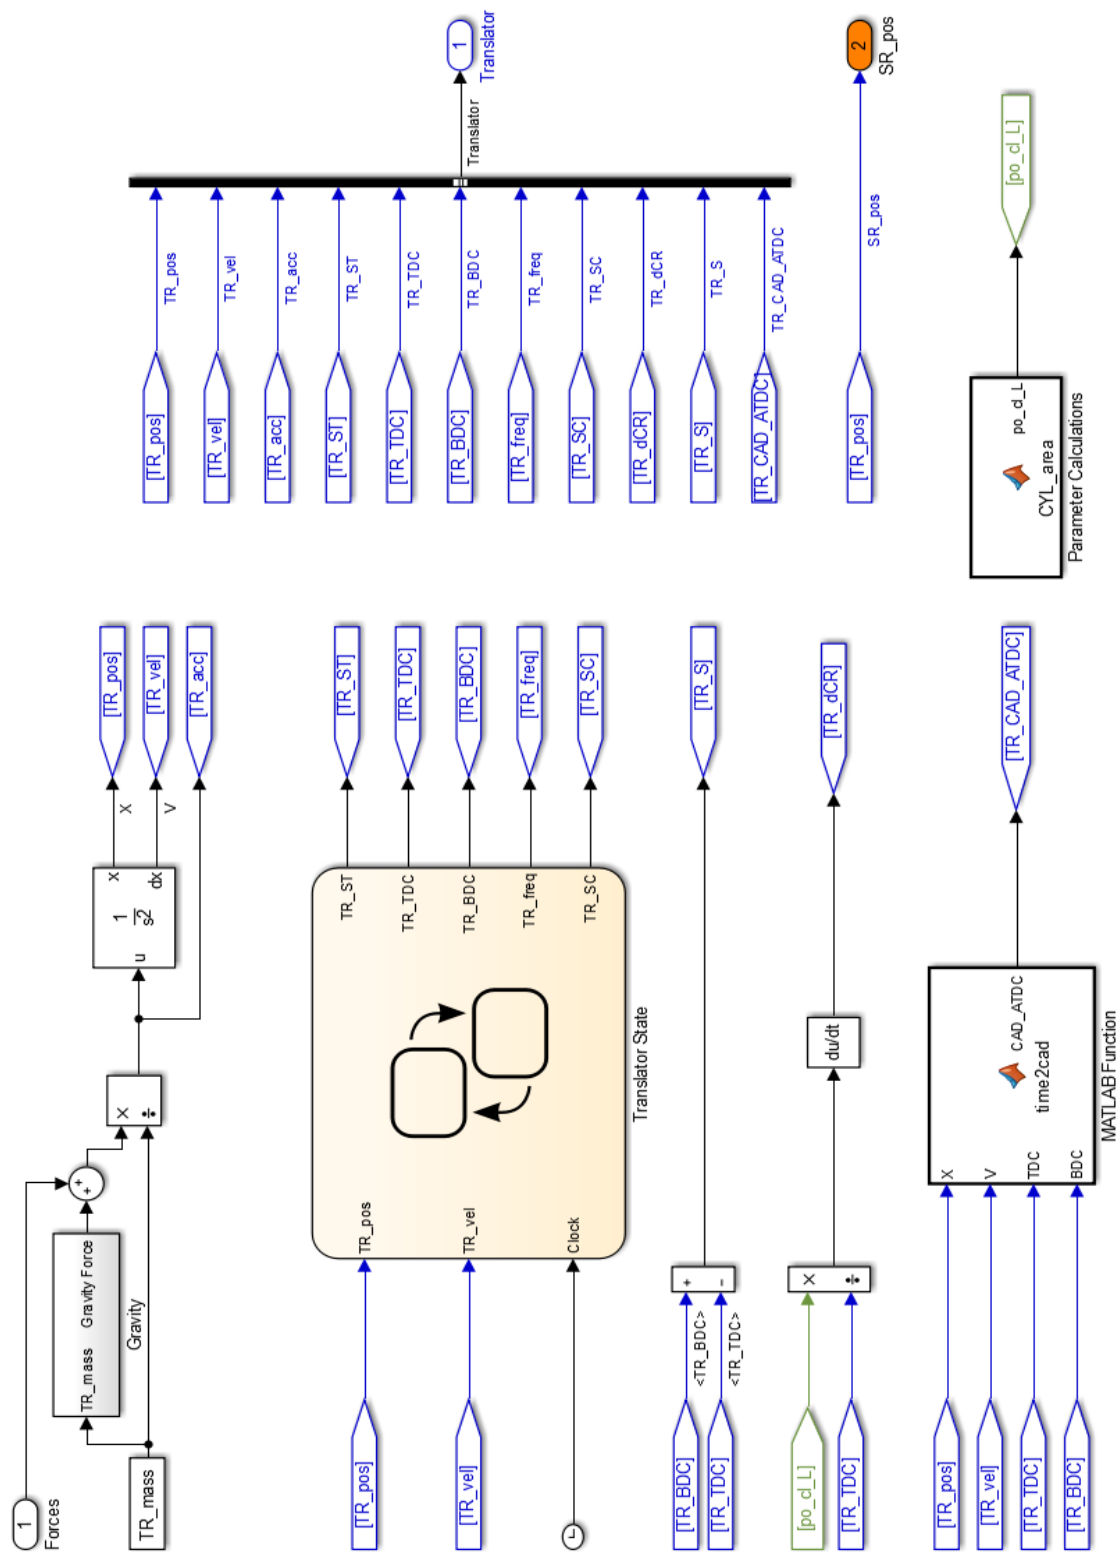 1
Forces
TR_mass
TR_mass Gravity Force
Gravity
+
+
×
÷
u
1
s2
x
dx
X
V
[TR_pos]
[TR_vel]
[TR_acc]
[TR_pos]
[TR_vel]
TR_pos
TR_vel
Clock
TR_ST
TR_TDC
TR_BDC
TR_freq
TR_SC
Translator State
[TR_ST]
[TR_TDC]
[TR_BDC]
[TR_freq]
[TR_SC]
[TR_BDC]
<TR_BDC>
+
[TR_TDC]
<TR_TDC>
-
[TR_S]
[po_cl_L]
×
[TR_TDC]
÷
du/dt
[TR_dCR]
[TR_pos]
[TR_vel]
[TR_TDC]
[TR_BDC]
X
V
TDC
BDC
CAD_ATDC
time2cad
MATLAB Function
[TR_CAD_ATDC]
[TR_pos] TR_pos
[TR_vel] TR_vel
[TR_acc] TR_acc
[TR_ST] TR_ST
[TR_TDC] TR_TDC
[TR_BDC] TR_BDC
[TR_freq] TR_freq
[TR_SC] TR_SC
[TR_dCR] TR_dCR
[TR_S] TR_S
[TR_CAD_ATDC] TR_CAD_ATDC
Translator
1
Translator
[TR_pos] SR_pos
2
SR_pos
po_cl_L
CYL_area
Parameter Calculations
[po_cl_L]